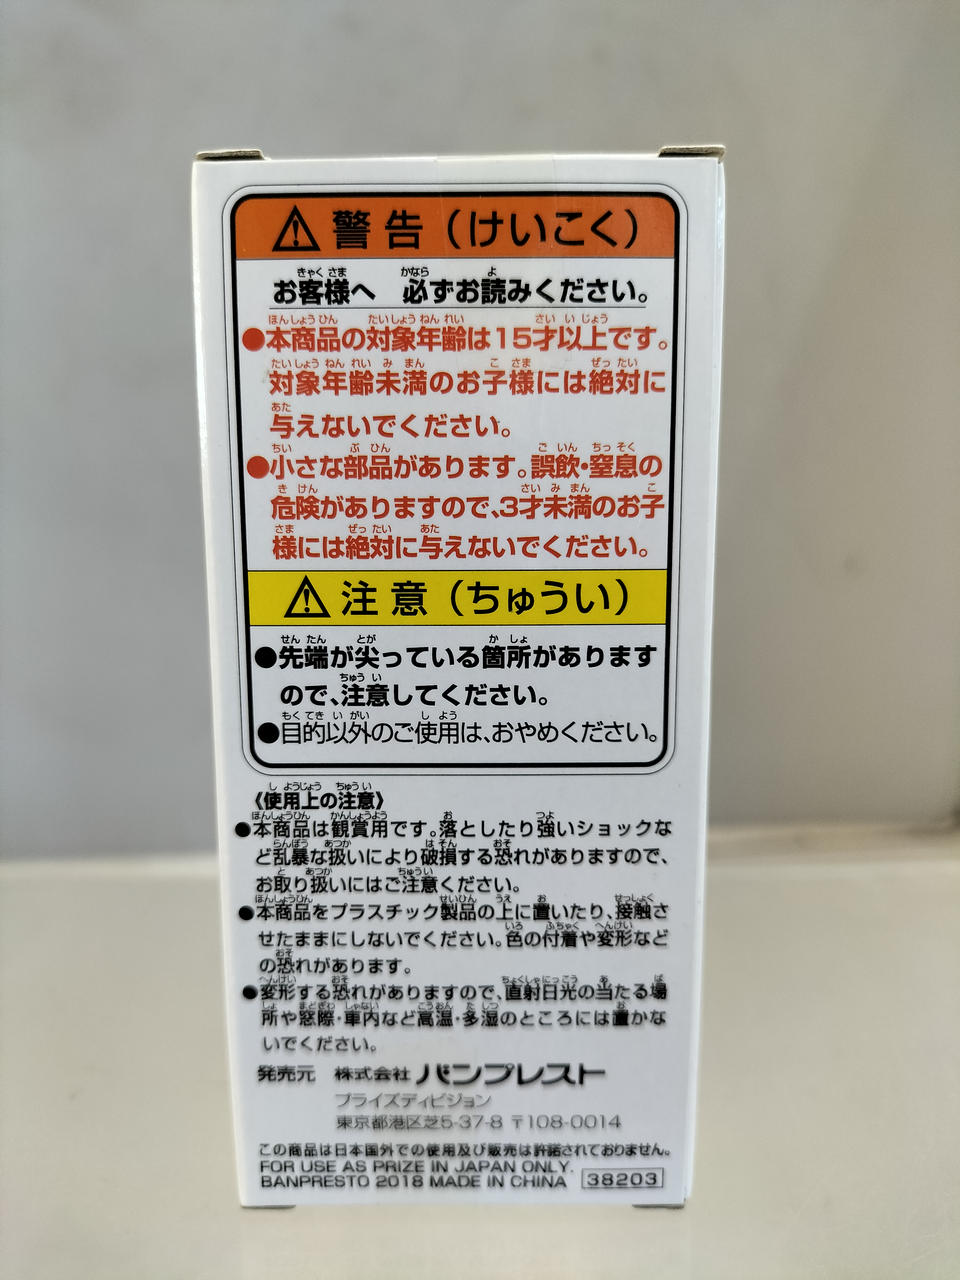 ⚠警告（けいこく）
お客様へ 必ずお読みください。
●本商品の対象年齢は15才以上です。
対象年齢未満のお子様には絶対に
与えないでください。
●小さな部品があります。誤飲・窒息の
危険がありますので、3才未満のお子
様には絶対に与えないでください。
⚠注意（ちゅうい）
●先端が尖っている箇所があります
ので、注意してください。
●目的以外のご使用は、おやめください。
《使用上の注意》
●本商品は観賞用です。落としたり強いショックな
ど乱暴な扱いにより破損する恐れがありますので、
お取り扱いにはご注意ください。
●本商品をプラスチック製品の上に置いたり、接触さ
せたままにしないでください。色の付着や変形など
の恐れがあります。
●変形する恐れがありますので、直射日光の当たる場
所や窓際・車内など高温・多湿のところには置かな
いでください。
発売元 株式会社 バンプレスト
プライズディビジョン
東京都港区芝5-37-8 〒108-0014
この商品は日本国外での使用及び販売は許諾されておりません。
FOR USE AS PRIZE IN JAPAN ONLY.
BANPRESTO 2018 MADE IN CHINA 38203